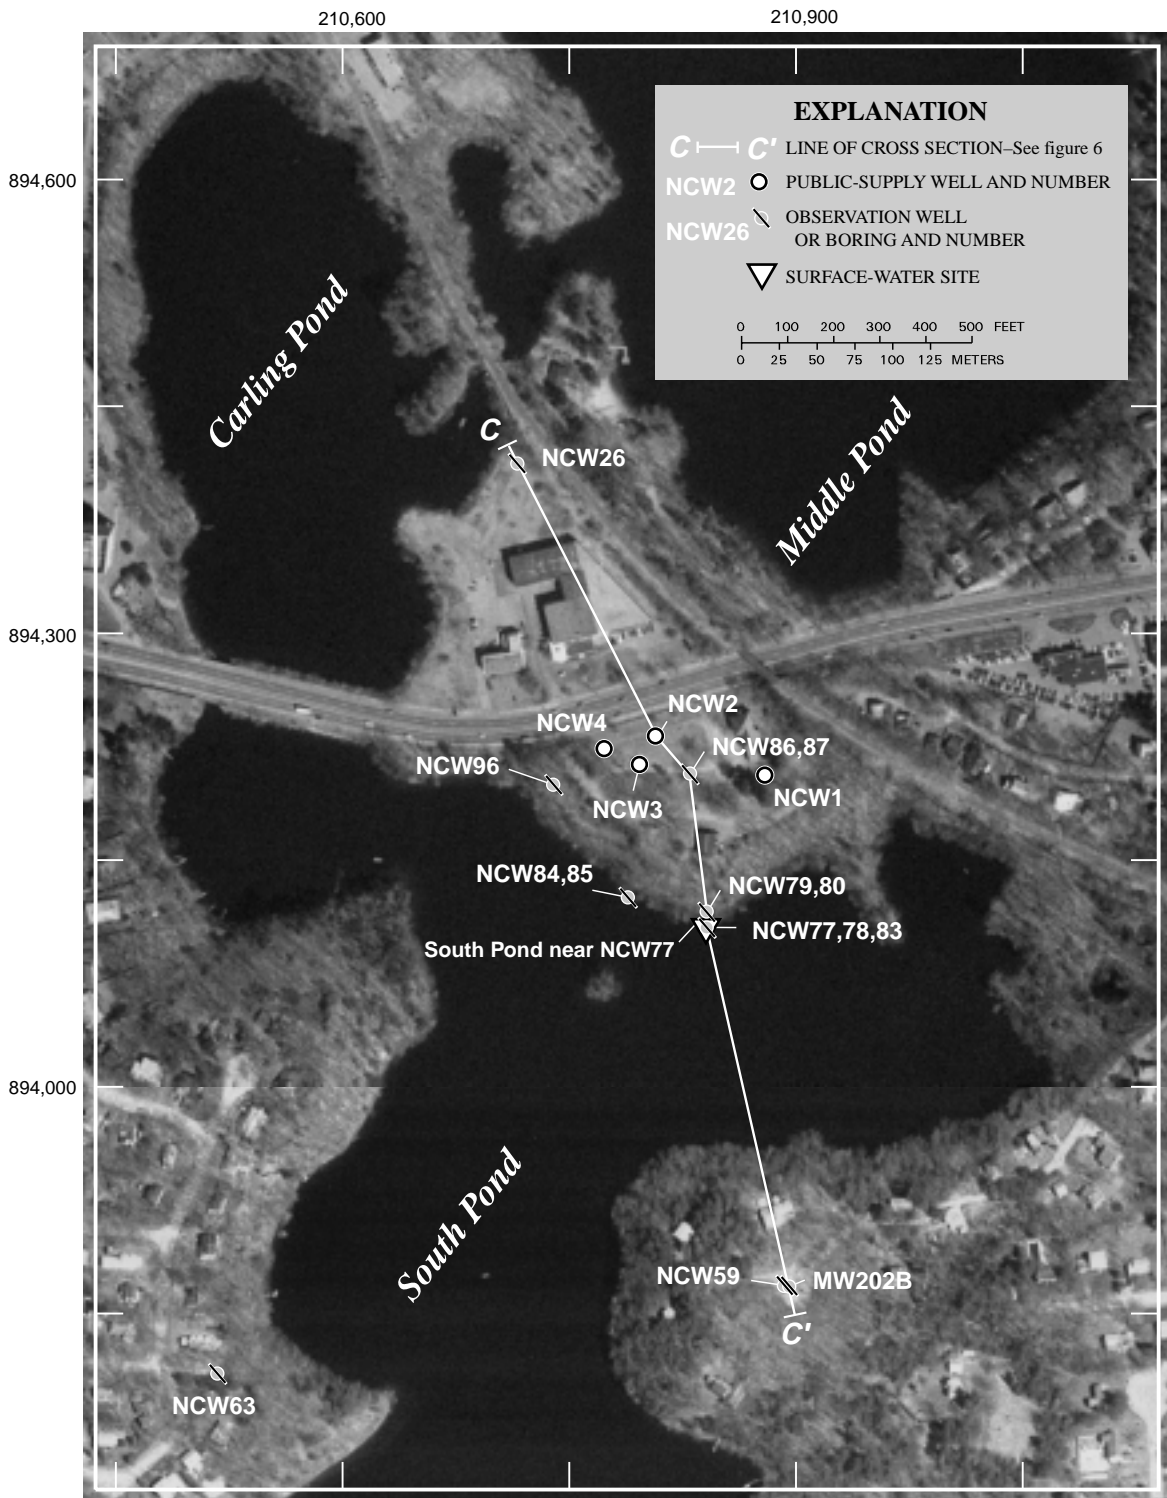 210,600
210,900
EXPLANATION
C C' LINE OF CROSS SECTION–See figure 6
NCW2 PUBLIC-SUPPLY WELL AND NUMBER
NCW26 OBSERVATION WELL
OR BORING AND NUMBER
SURFACE-WATER SITE
0 100 200 300 400 500 FEET
0 25 50 75 100 125 METERS
894,600
Carling Pond
Middle Pond
C
NCW26
894,300
NCW2
NCW4
NCW86,87
NCW96
NCW3
NCW1
NCW84,85
NCW79,80
NCW77,78,83
South Pond near NCW77
894,000
South Pond
NCW59
MW202B
C'
NCW63